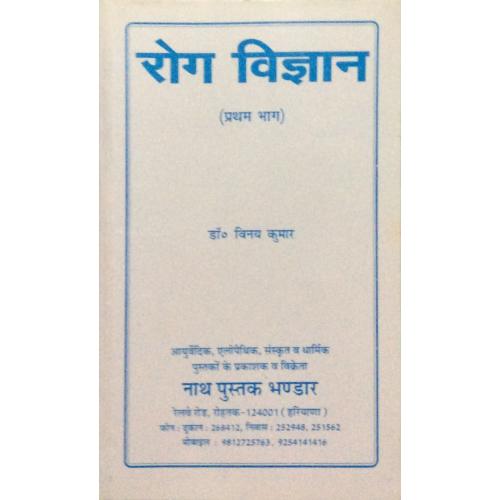 रोग विज्ञान
(प्रथम भाग)
डॉ० विनय कुमार
आयुर्वेदिक, एलोपैथिक, संस्कृत व धार्मिक
पुस्तकों के प्रकाशक व विक्रेता
नाथ पुस्तक भण्डार
रेलवे रोड, रोहतक-124001 (हरियाणा)
फोन : दुकान : 268412, निवास : 252948, 251562
मोबाइल : 9812725763, 9254141416